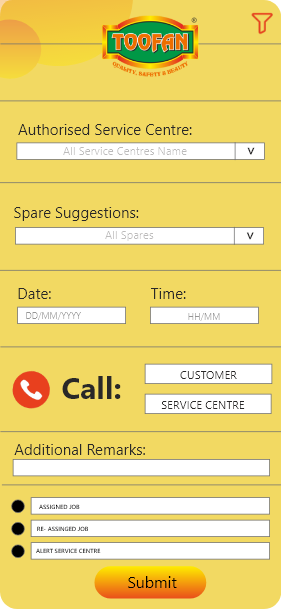 TOOFAN®
QUALITY, SAFETY & BEAUTY
Authorised Service Centre:
All Service Centres Name V
Spare Suggestions:
All Spares V
Date: Time:
DD/MM/YYYY HH/MM
Call:
CUSTOMER
SERVICE CENTRE
Additional Remarks:
ASSIGNED JOB
RE- ASSINGED JOB
ALERT SERVICE CENTRE
Submit